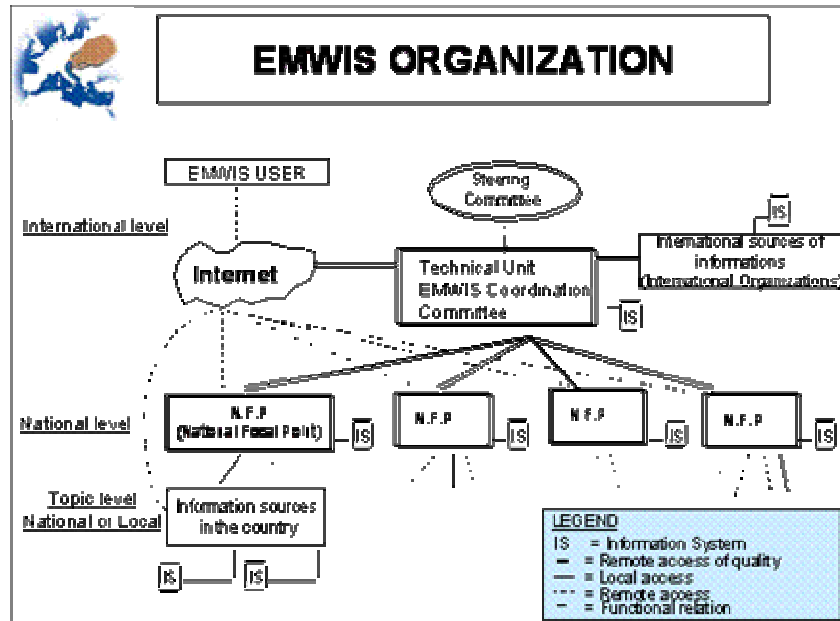 EMWIS ORGANIZATION
EMWIS USER
Steering
Committee
International level
IS
International sources of
informations
(International Organizations)
Internet
Technical Unit
EMWIS Coordination
Committee
IS
National level
N.F.P
(National Focal Point)
IS
N.F.P
IS
N.F.P
IS
N.F.P
IS
Topic level
National or Local
Information sources
in the country
IS
IS
LEGEND
IS = Information System
= Remote access of quality
= Local access
= Remote access
= Functional relation